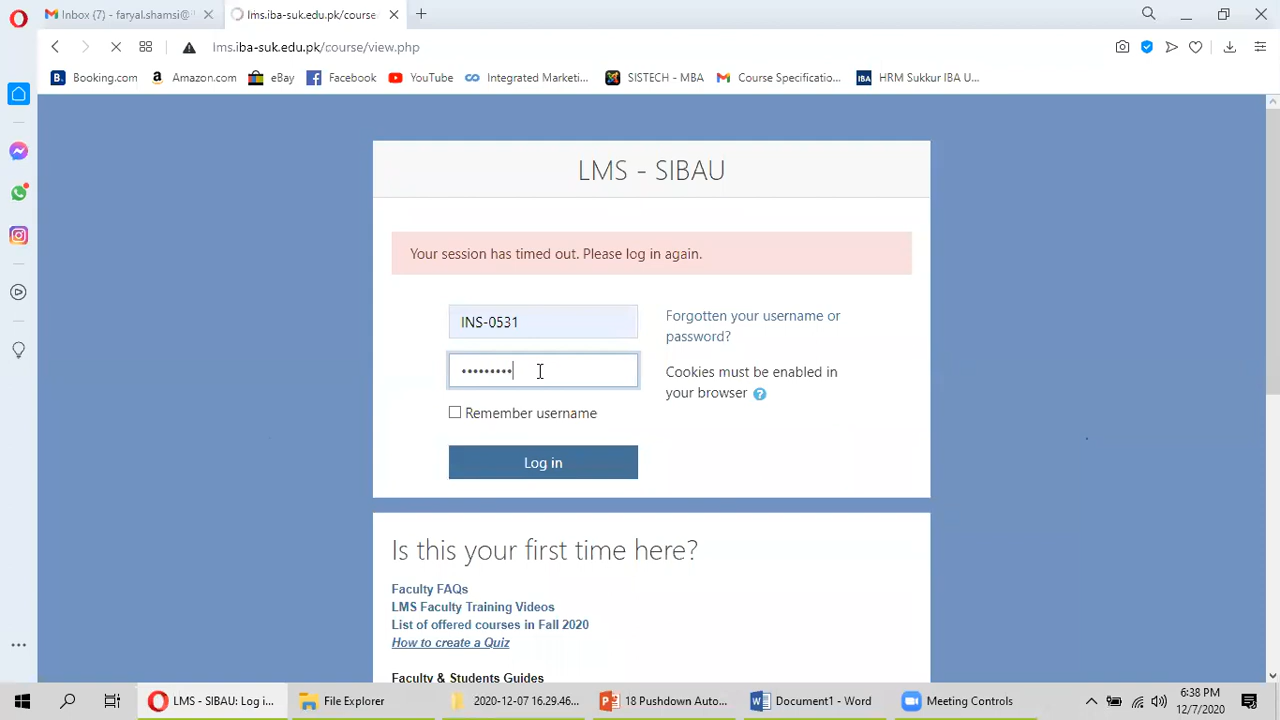 Inbox (7) - faryal.shamsi@
lms.iba-suk.edu.pk/course
lms.iba-suk.edu.pk/course/view.php
B. Booking.com
a Amazon.com
eBay
Facebook
YouTube
Integrated Marketi...
SISTECH - MBA
Course Specificatio...
IBA HRM Sukkur IBA U...
LMS - SIBAU
Your session has timed out. Please log in again.
INS-0531
Forgotten your username or
password?
•••••••••
Cookies must be enabled in
your browser ?
Remember username
Log in
Is this your first time here?
Faculty FAQs
LMS Faculty Training Videos
List of offered courses in Fall 2020
How to create a Quiz
Faculty & Students Guides
LMS - SIBAU: Log i...
File Explorer
2020-12-07 16.29.46...
18 Pushdown Auto...
Document1 - Word
Meeting Controls
6:38 PM
12/7/2020